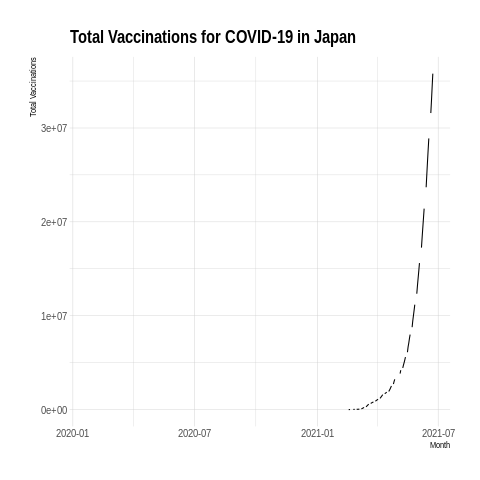 Total Vaccinations for COVID-19 in Japan
Total Vaccinations
3e+07
2e+07
1e+07
0e+00
2020-01 2020-07 2021-01 2021-07
Month